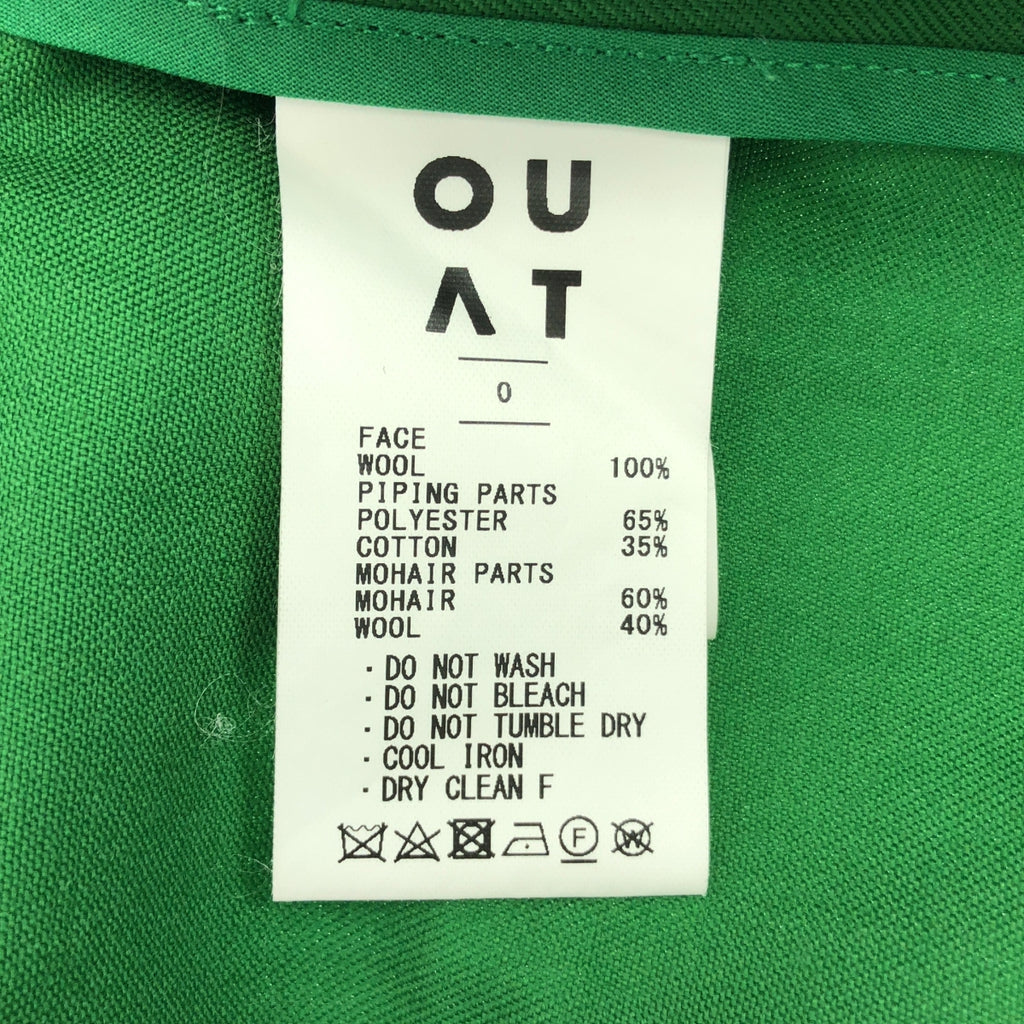 OU
AT
0
FACE
WOOL 100%
PIPING PARTS
POLYESTER 65%
COTTON 35%
MOHAIR PARTS
MOHAIR 60%
WOOL 40%
・DO NOT WASH
・DO NOT BLEACH
・DO NOT TUMBLE DRY
・COOL IRON
・DRY CLEAN F
F W